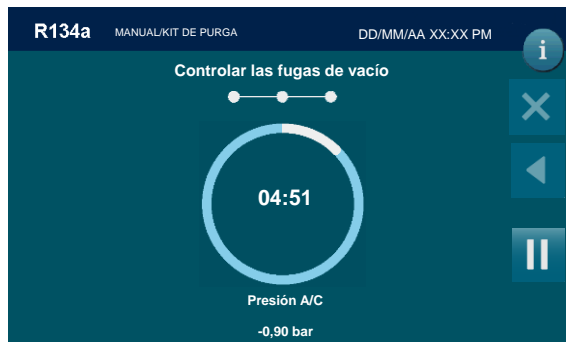 R134a MANUAL/KIT DE PURGA DD/MM/AA XX:XX PM
i
Controlar las fugas de vacío
04:51
Presión A/C
-0,90 bar